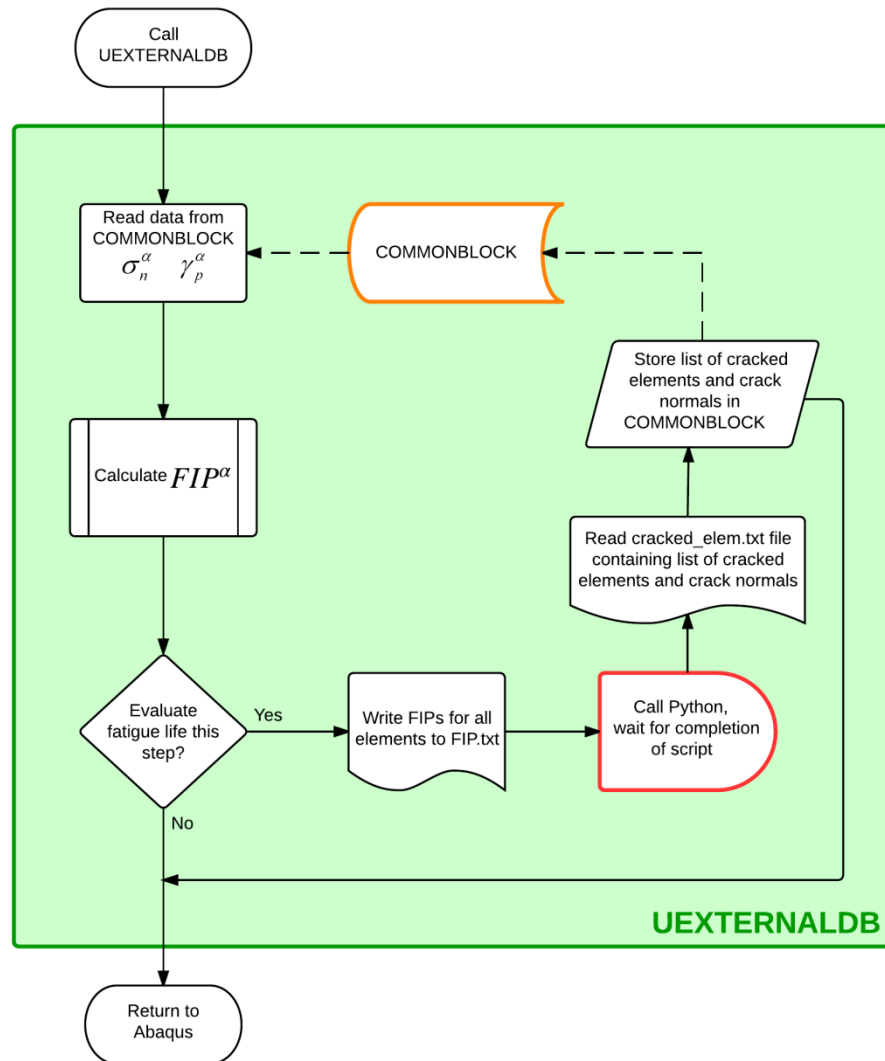 Call
UEXTERNALDB
Read data from
COMMONBLOCK
σ_n^α γ_p^α
COMMONBLOCK
Store list of cracked
elements and crack
normals in
COMMONBLOCK
Calculate FIP^α
Read cracked_elem.txt file
containing list of cracked
elements and crack normals
Evaluate
fatigue life this
step?
Yes
Write FIPs for all
elements to FIP.txt
Call Python,
wait for completion
of script
No
UEXTERNALDB
Return to
Abaqus